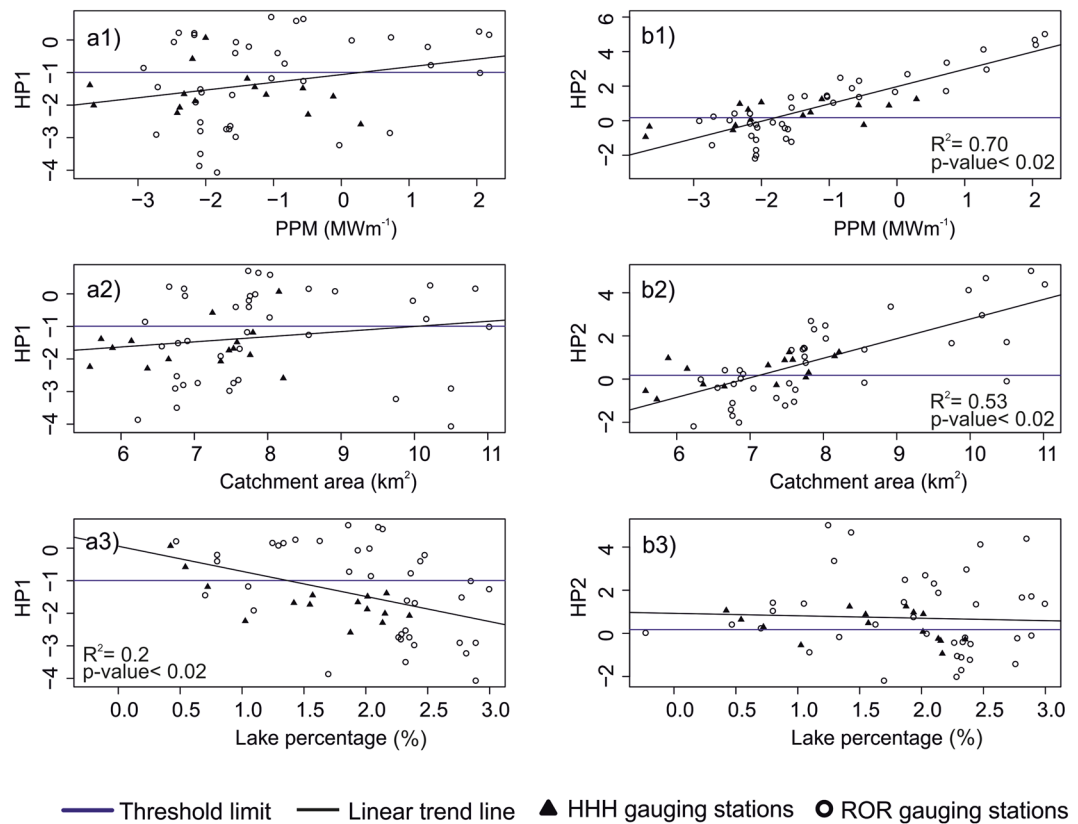 a1)
HP1
0
−1
−2
−3
−4
−3 −2 −1 0 1 2
PPM (MWm⁻¹)
b1)
HP2
6
4
2
0
−2
R²= 0.70
p-value< 0.02
−3 −2 −1 0 1 2
PPM (MWm⁻¹)
a2)
HP1
0
−1
−2
−3
−4
6 7 8 9 10 11
Catchment area (km²)
b2)
HP2
4
2
0
−2
R²= 0.53
p-value< 0.02
6 7 8 9 10 11
Catchment area (km²)
a3)
HP1
0
−1
−2
−3
−4
R²= 0.2
p-value< 0.02
0.0 0.5 1.0 1.5 2.0 2.5 3.0
Lake percentage (%)
b3)
HP2
4
2
0
−2
0.0 0.5 1.0 1.5 2.0 2.5 3.0
Lake percentage (%)
Threshold limit Linear trend line HHH gauging stations ROR gauging stations